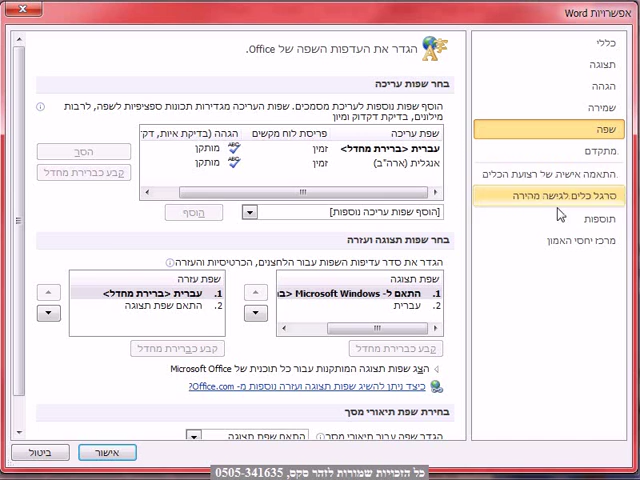 אפשרויות Word
כללי
תצוגה
הגהה
שמירה
שפה
מתקדם
התאמה אישית של רצועת הכלים
סרגל כלים לגישה מהירה
תוספות
מרכז יחסי האמון
הגדר את העדפות השפה של Office.
בחר שפות עריכה
הוסף שפות נוספות לעריכת מסמכים. שפות העריכה מגדירות תכונות ספציפיות לשפה, לרבות
מילונים, בדיקת דקדוק ומיון
שפת עריכה פריסת לוח מקשים הגהה (בדיקת איות, דקד
עברית <ברירת מחדל> זמין מותקן
אנגלית (ארה"ב) זמין מותקן
הסר
קבע כברירת מחדל
[הוסף שפות עריכה נוספות]
הוסף
בחר שפות תצוגה ועזרה
הגדר את סדר עדיפות השפות עבור הלחצנים, הכרטיסיות והעזרה
שפת תצוגה
1. התאם ל- Microsoft Windows <בר
2. עברית
קבע כברירת מחדל
שפת עזרה
1. עברית <ברירת מחדל>
2. התאם שפת תצוגה
קבע כברירת מחדל
הצג שפות תצוגה המותקנות עבור כל תוכנית של Microsoft Office
כיצד ניתן להשיג שפות תצוגה ועזרה נוספות מ- Office.com?
בחירת שפת תיאורי מסך
הגדר שפה עבור תיאורי מסך התאם שפת תצוגה
אישור
ביטול
כל הזכויות שמורות לזהר סקס, 0505-341635